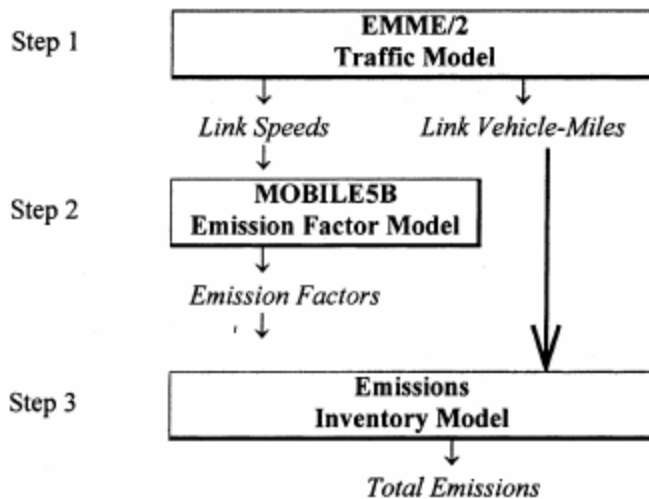 EMME/2
Step 1
Traffic Model
Link Speeds
Link Vehicle-Miles
MOBILE5B
Step 2
Emission Factor Model
Emission Factors
Emissions
Step 3
Inventory Model
Total Emissions